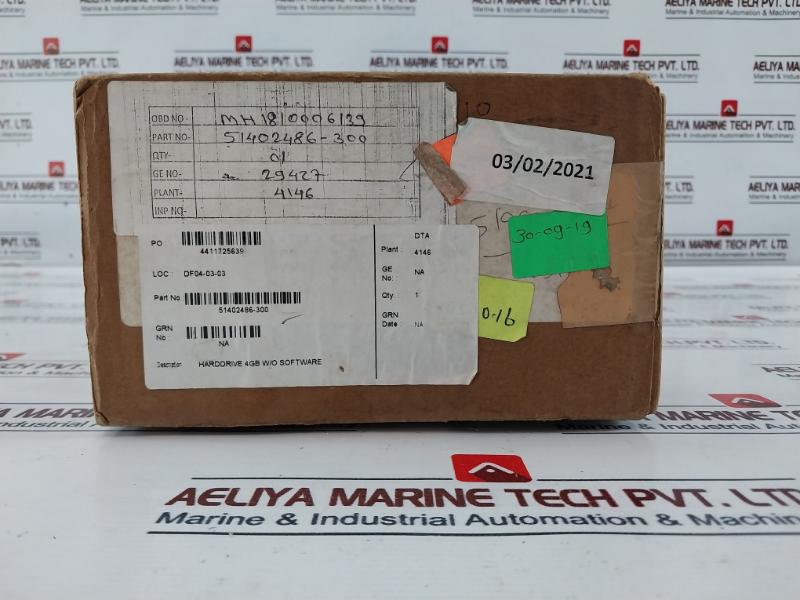 AELIYA MARINE TECH PVT. LTD.
Marine & Industrial Automation & Machinery
OBD NO- MH1810006139
PART NO- 51402486-300
QTY- 01
GE NO- 29427
PLANT- 4146
INP NO-
03/02/2021
30-09-19
PO
4411725639
LOC : DF04-03-03
Part No
51402486-300
GRN No :
NA
Description HARDDRIVE 4GB W/O SOFTWARE
DTA
Plant : 4146
GE No: NA
Qty 1
GRN Date NA
0-16
AELIYA MARINE TECH PVT. LTD.
Marine & Industrial Automation & Machinery